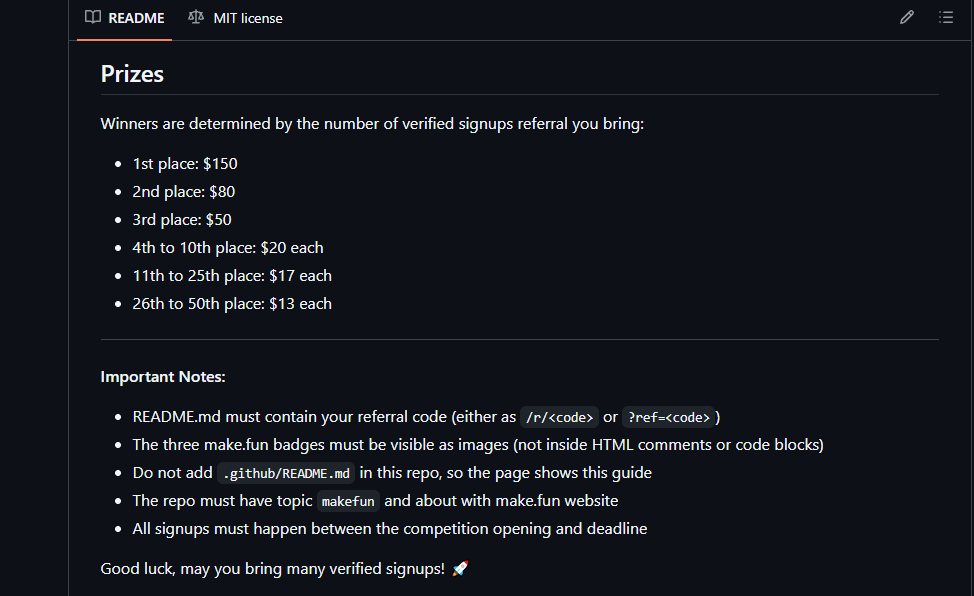 README
MIT license
Prizes
Winners are determined by the number of verified signups referral you bring:
1st place: $150
2nd place: $80
3rd place: $50
4th to 10th place: $20 each
11th to 25th place: $17 each
26th to 50th place: $13 each
Important Notes:
README.md must contain your referral code (either as /r/<code> or ?ref=<code>)
The three make.fun badges must be visible as images (not inside HTML comments or code blocks)
Do not add .github/README.md in this repo, so the page shows this guide
The repo must have topic makefun and about with make.fun website
All signups must happen between the competition opening and deadline
Good luck, may you bring many verified signups! 🚀